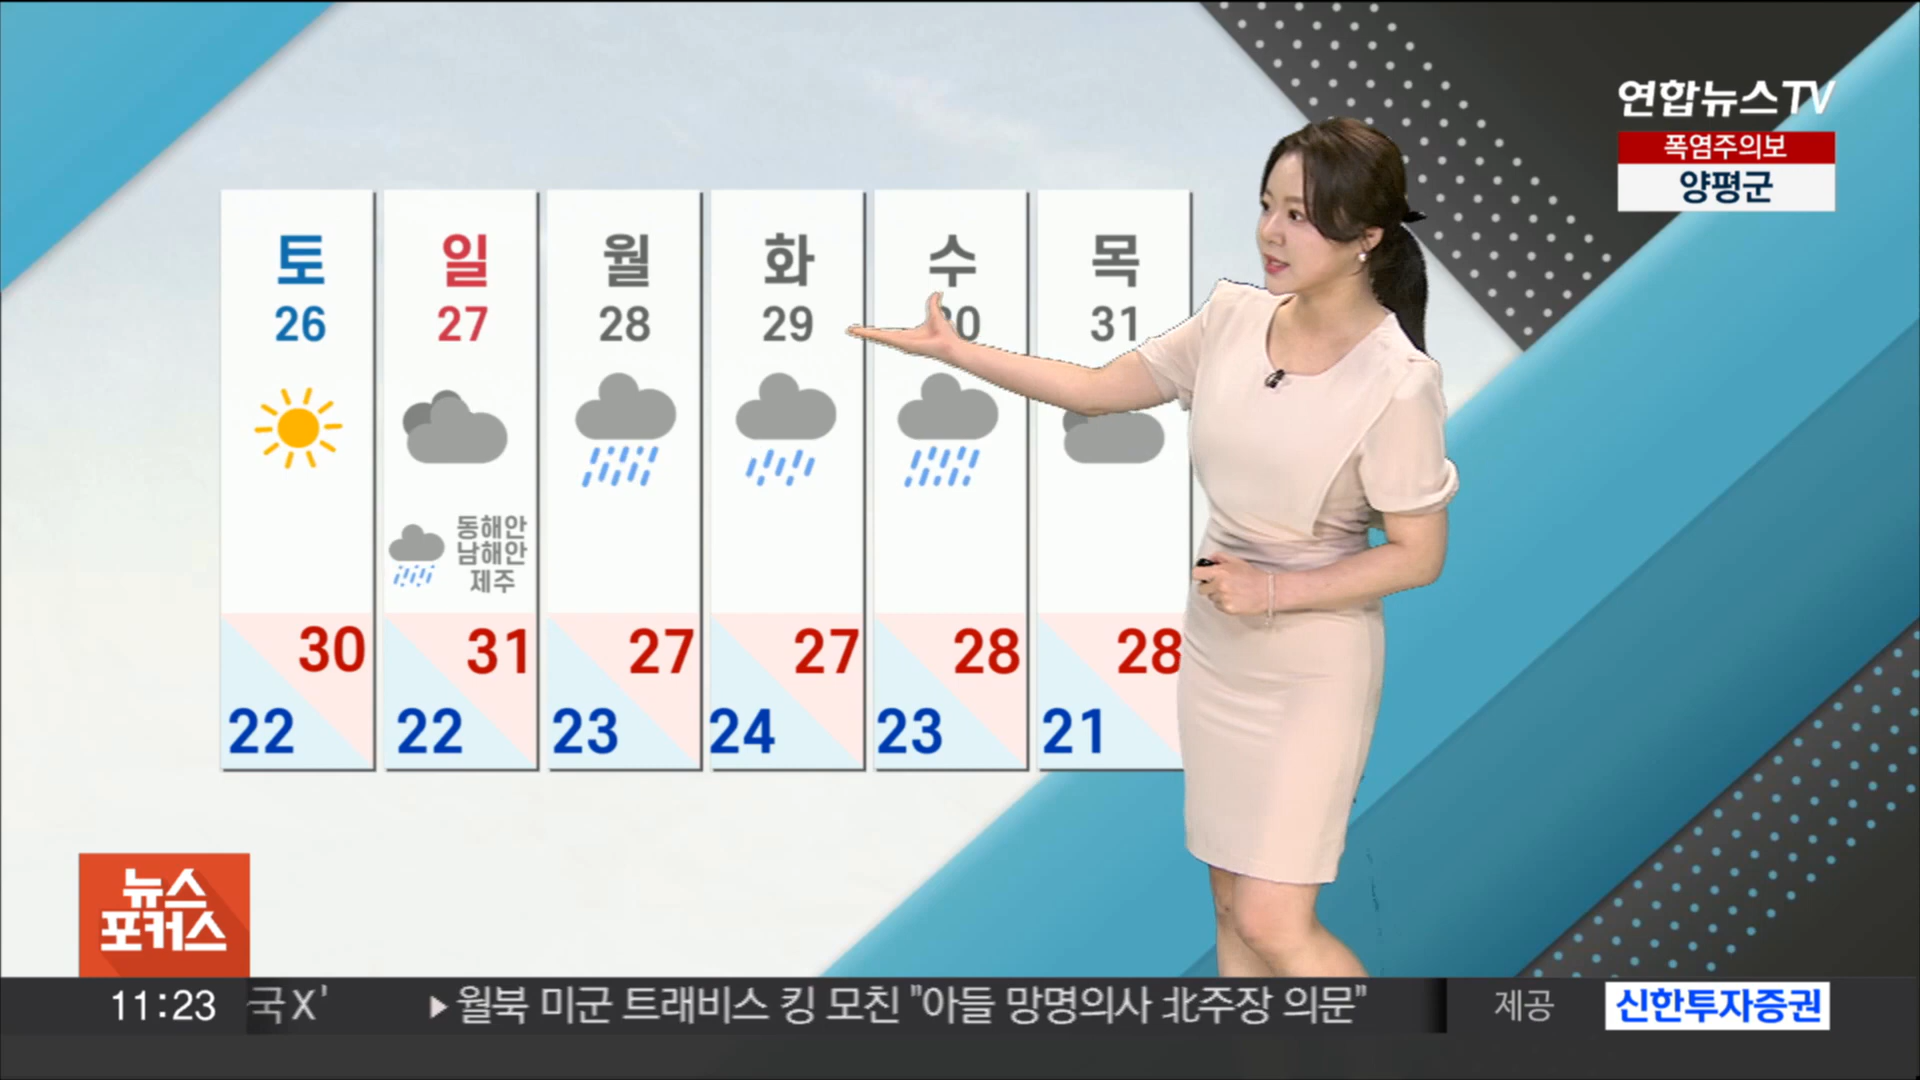 연합뉴스TV
폭염주의보
양평군
토 일 월 화 수 목
26 27 28 29 30 31
동해안
남해안
제주
30 31 27 27 28 28
22 22 23 24 23 21
뉴스
포커스
11:23 국X' ▶월북 미군 트래비스 킹 모친 "아들 망명의사 北주장 의문" 제공 신한투자증권